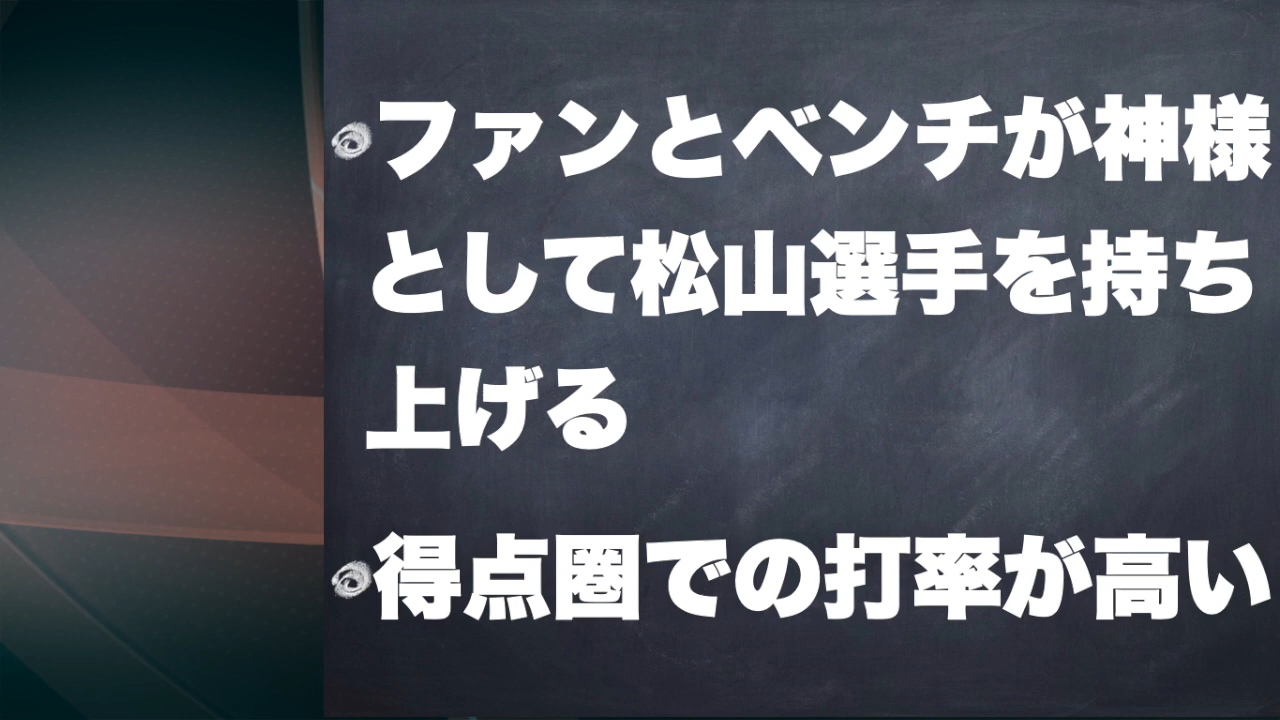 ファンとベンチが神様
として松山選手を持ち
上げる
得点圏での打率が高い